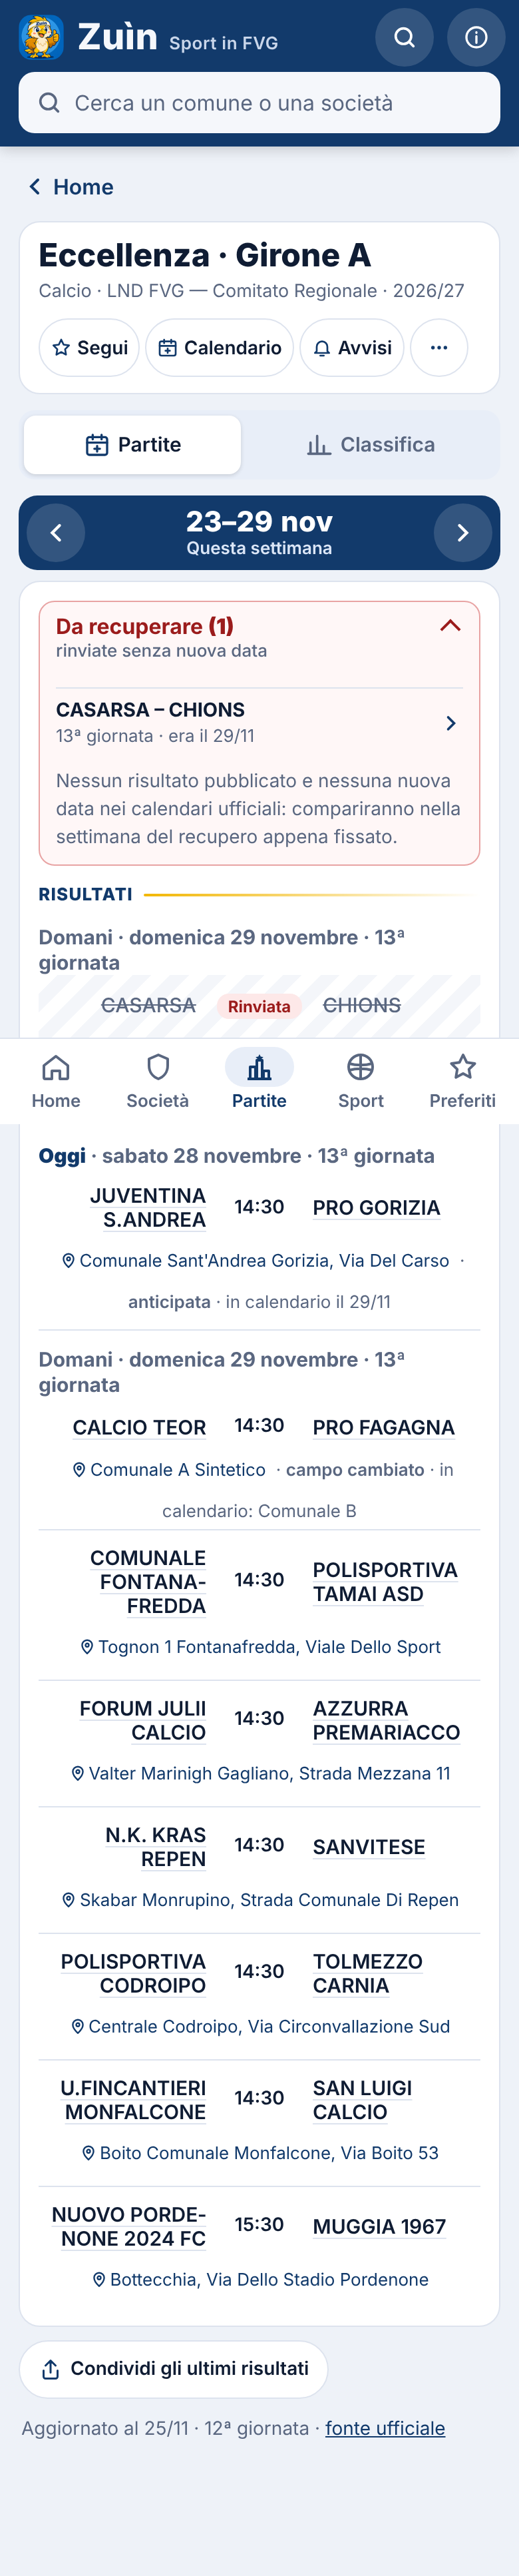 Zuìn Sport in FVG
Cerca un comune o una società
Home
Eccellenza · Girone A
Calcio · LND FVG — Comitato Regionale · 2026/27
Segui
Calendario
Avvisi
Partite
Classifica
23–29 nov
Questa settimana
Da recuperare (1)
rinviate senza nuova data
CASARSA – CHIONS
13ª giornata · era il 29/11
Nessun risultato pubblicato e nessuna nuova
data nei calendari ufficiali: compariranno nella
settimana del recupero appena fissato.
RISULTATI
Domani · domenica 29 novembre · 13ª
giornata
CASARSA Rinviata CHIONS
Home Società Partite Sport Preferiti
Oggi · sabato 28 novembre · 13ª giornata
JUVENTINA
S.ANDREA
14:30
PRO GORIZIA
Comunale Sant'Andrea Gorizia, Via Del Carso ·
anticipata · in calendario il 29/11
Domani · domenica 29 novembre · 13ª
giornata
CALCIO TEOR 14:30 PRO FAGAGNA
Comunale A Sintetico · campo cambiato · in
calendario: Comunale B
COMUNALE
FONTANA-
FREDDA
14:30
POLISPORTIVA
TAMAI ASD
Tognon 1 Fontanafredda, Viale Dello Sport
FORUM JULII
CALCIO
14:30
AZZURRA
PREMARIACCO
Valter Marinigh Gagliano, Strada Mezzana 11
N.K. KRAS
REPEN
14:30
SANVITESE
Skabar Monrupino, Strada Comunale Di Repen
POLISPORTIVA
CODROIPO
14:30
TOLMEZZO
CARNIA
Centrale Codroipo, Via Circonvallazione Sud
U.FINCANTIERI
MONFALCONE
14:30
SAN LUIGI
CALCIO
Boito Comunale Monfalcone, Via Boito 53
NUOVO PORDE-
NONE 2024 FC
15:30
MUGGIA 1967
Bottecchia, Via Dello Stadio Pordenone
Condividi gli ultimi risultati
Aggiornato al 25/11 · 12ª giornata · fonte ufficiale